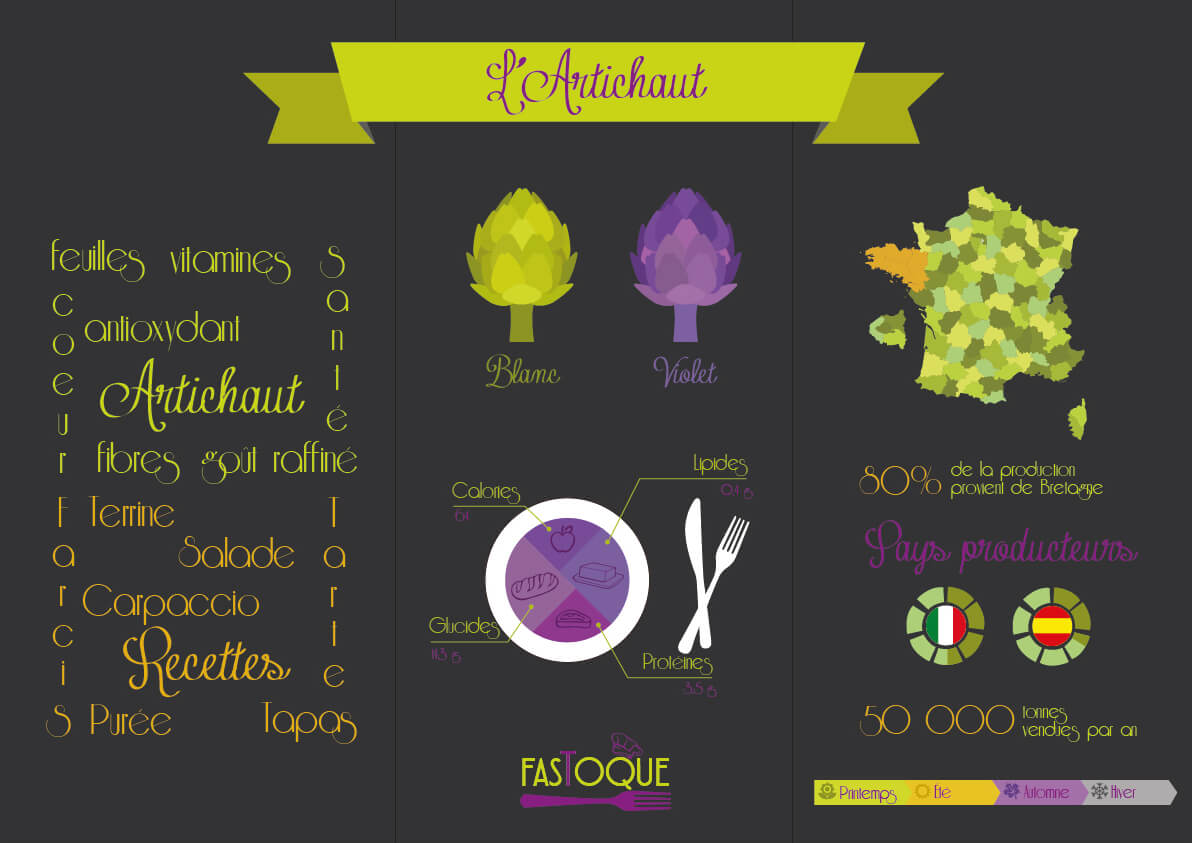 L'Artichaut
feuilles vitamines
Santé
coeur
antioxydant
Artichaut
fibres goût raffiné
Farcis
Terrine
Tarte
Salade
Carpaccio
Recettes
Purée Tapas
Blanc
Violet
Lipides
0,1 g
Calories
61
Glucides
11,3 g
Protéines
3,5 g
FASTOQUE
80% de la production
provient de Bretagne
Pays producteurs
50 000 tonnes
vendues par an
Printemps Eté Automne Hiver